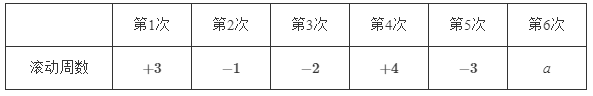 第1次 第2次 第3次 第4次 第5次 第6次
滚动周数 +3 −1 −2 +4 −3 a